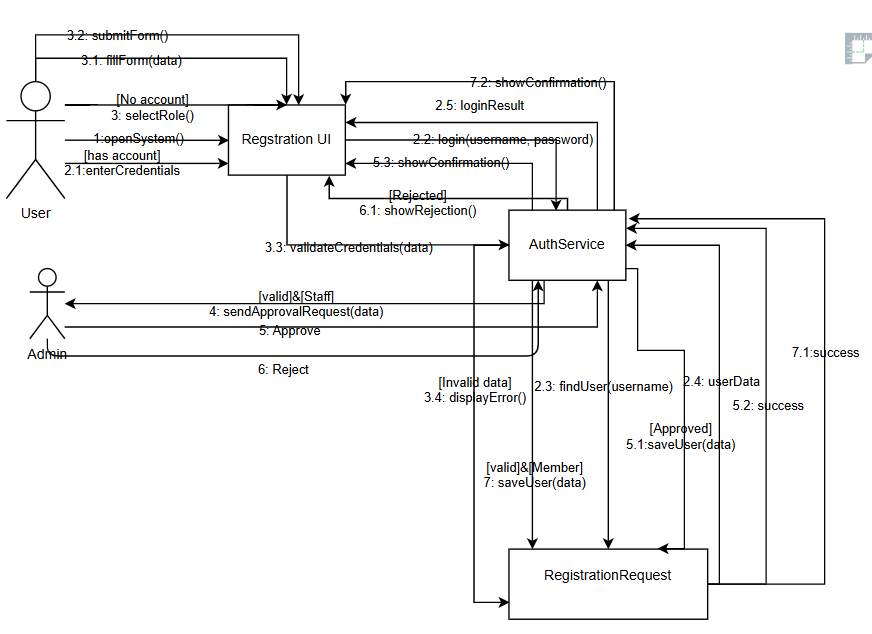 3.2: submitForm()
3.1: fillForm(data)
7.2: showConfirmation()
[No account]
3: selectRole()
2.5: loginResult
1:openSystem()
Regstration UI
2.2: login(username, password)
[has account]
2.1:enterCredentials
5.3: showConfirmation()
[Rejected]
6.1: showRejection()
User
3.3: validateCredentials(data)
AuthService
[valid]&[Staff]
4: sendApprovalRequest(data)
5: Approve
Admin
6: Reject
7.1:success
[Invalid data]
3.4: displayError()
2.3: findUser(username)
2.4: userData
5.2: success
[Approved]
5.1:saveUser(data)
[valid]&[Member]
7: saveUser(data)
RegistrationRequest